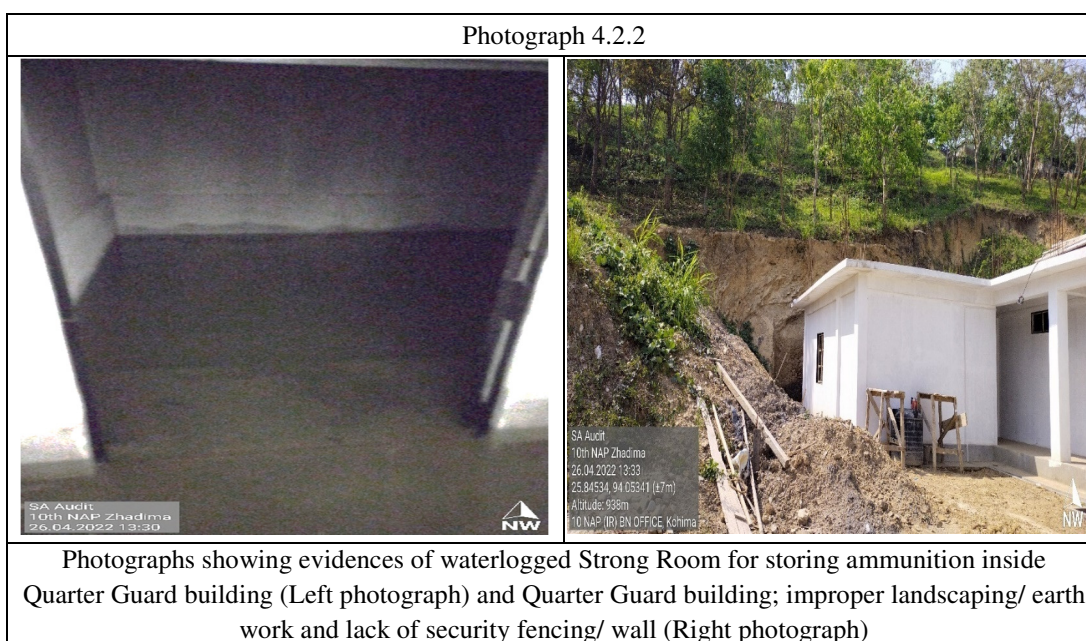 Photograph 4.2.2
SA Audit
10th NAP Zhadima
26.04.2022 13:30
NW
SA Audit
10th NAP Zhadima
26.04.2022 13:33
25.84534, 94.05341 (±7m)
Altitude: 938m
10 NAP (IR) BN OFFICE, Kohima
NW
Photographs showing evidences of waterlogged Strong Room for storing ammunition inside
Quarter Guard building (Left photograph) and Quarter Guard building; improper landscaping/ earth
work and lack of security fencing/ wall (Right photograph)